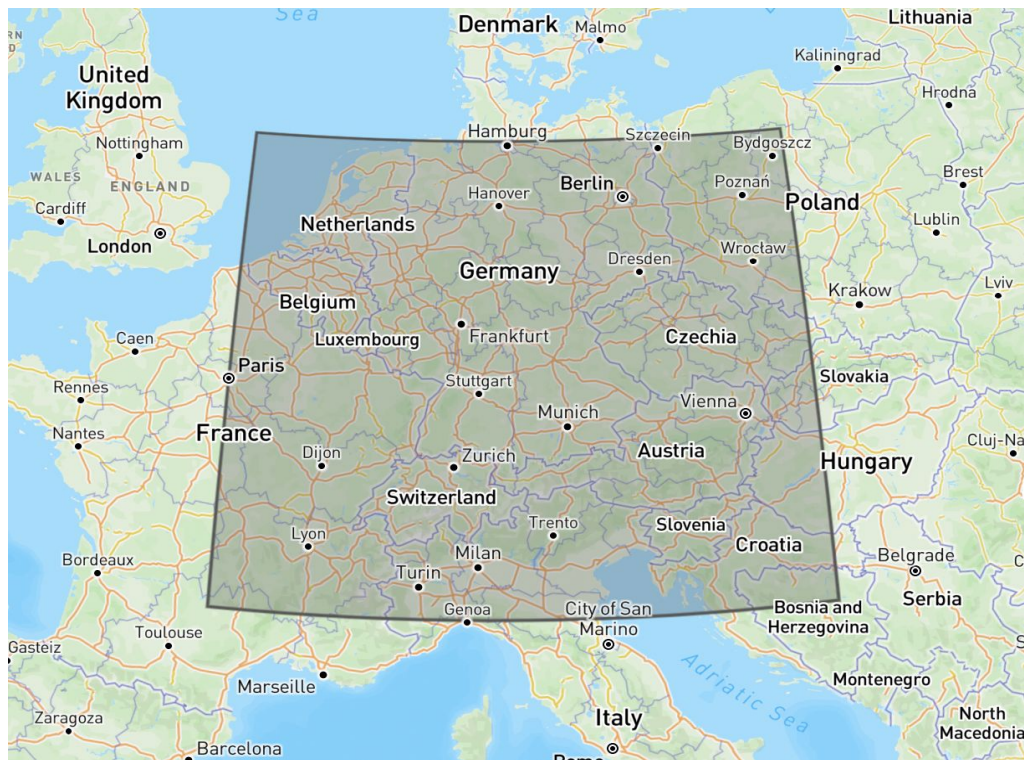 Sea
Denmark
Malmo
Lithuania
RN
D
United
Kingdom
Kaliningrad
Hrodna
Nottingham
Hamburg
Szczecin
Bydgoszcz
WALES
ENGLAND
Brest
Cardiff
Hanover
Berlin
Poznań
Poland
London
Netherlands
Lublin
Wrocław
Germany
Dresden
Lviv
Krakow
Belgium
Caen
Luxembourg
Frankfurt
Czechia
Paris
Slovakia
Rennes
Stuttgart
Vienna
Nantes
France
Munich
Cluj-Na
Dijon
Zurich
Austria
Hungary
Switzerland
Trento
Slovenia
Lyon
Croatia
Bordeaux
Milan
Belgrade
C
Turin
Serbia
Genoa
City of San
Marino
Bosnia and
Herzegovina
Toulouse
Gasteiz
S
Adriatic Sea
Marseille
Montenegro
Zaragoza
Italy
North
Macedonia
Barcelona
Rome